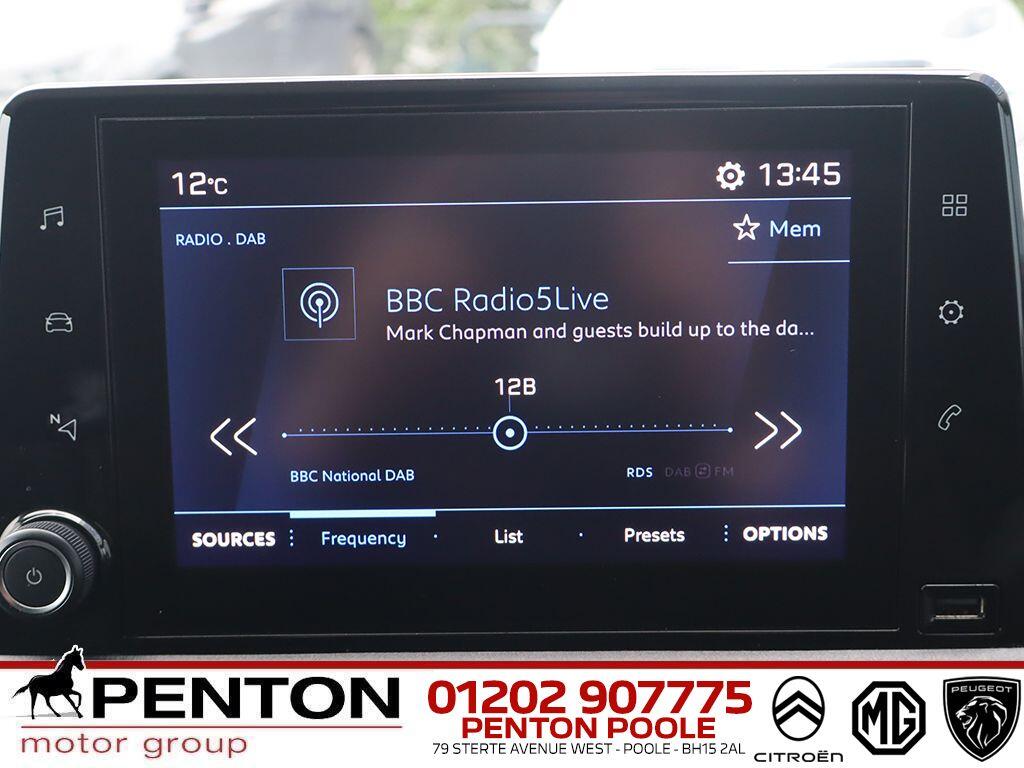 12°C
13:45
Mem
RADIO . DAB
BBC Radio5Live
Mark Chapman and guests build up to the da...
12B
BBC National DAB
RDS DAB FM
SOURCES Frequency List Presets OPTIONS
N
PENTON
motor group
01202 907775
PENTON POOLE
79 STERTE AVENUE WEST - POOLE - BH15 2AL
CITROËN
MG
PEUGEOT